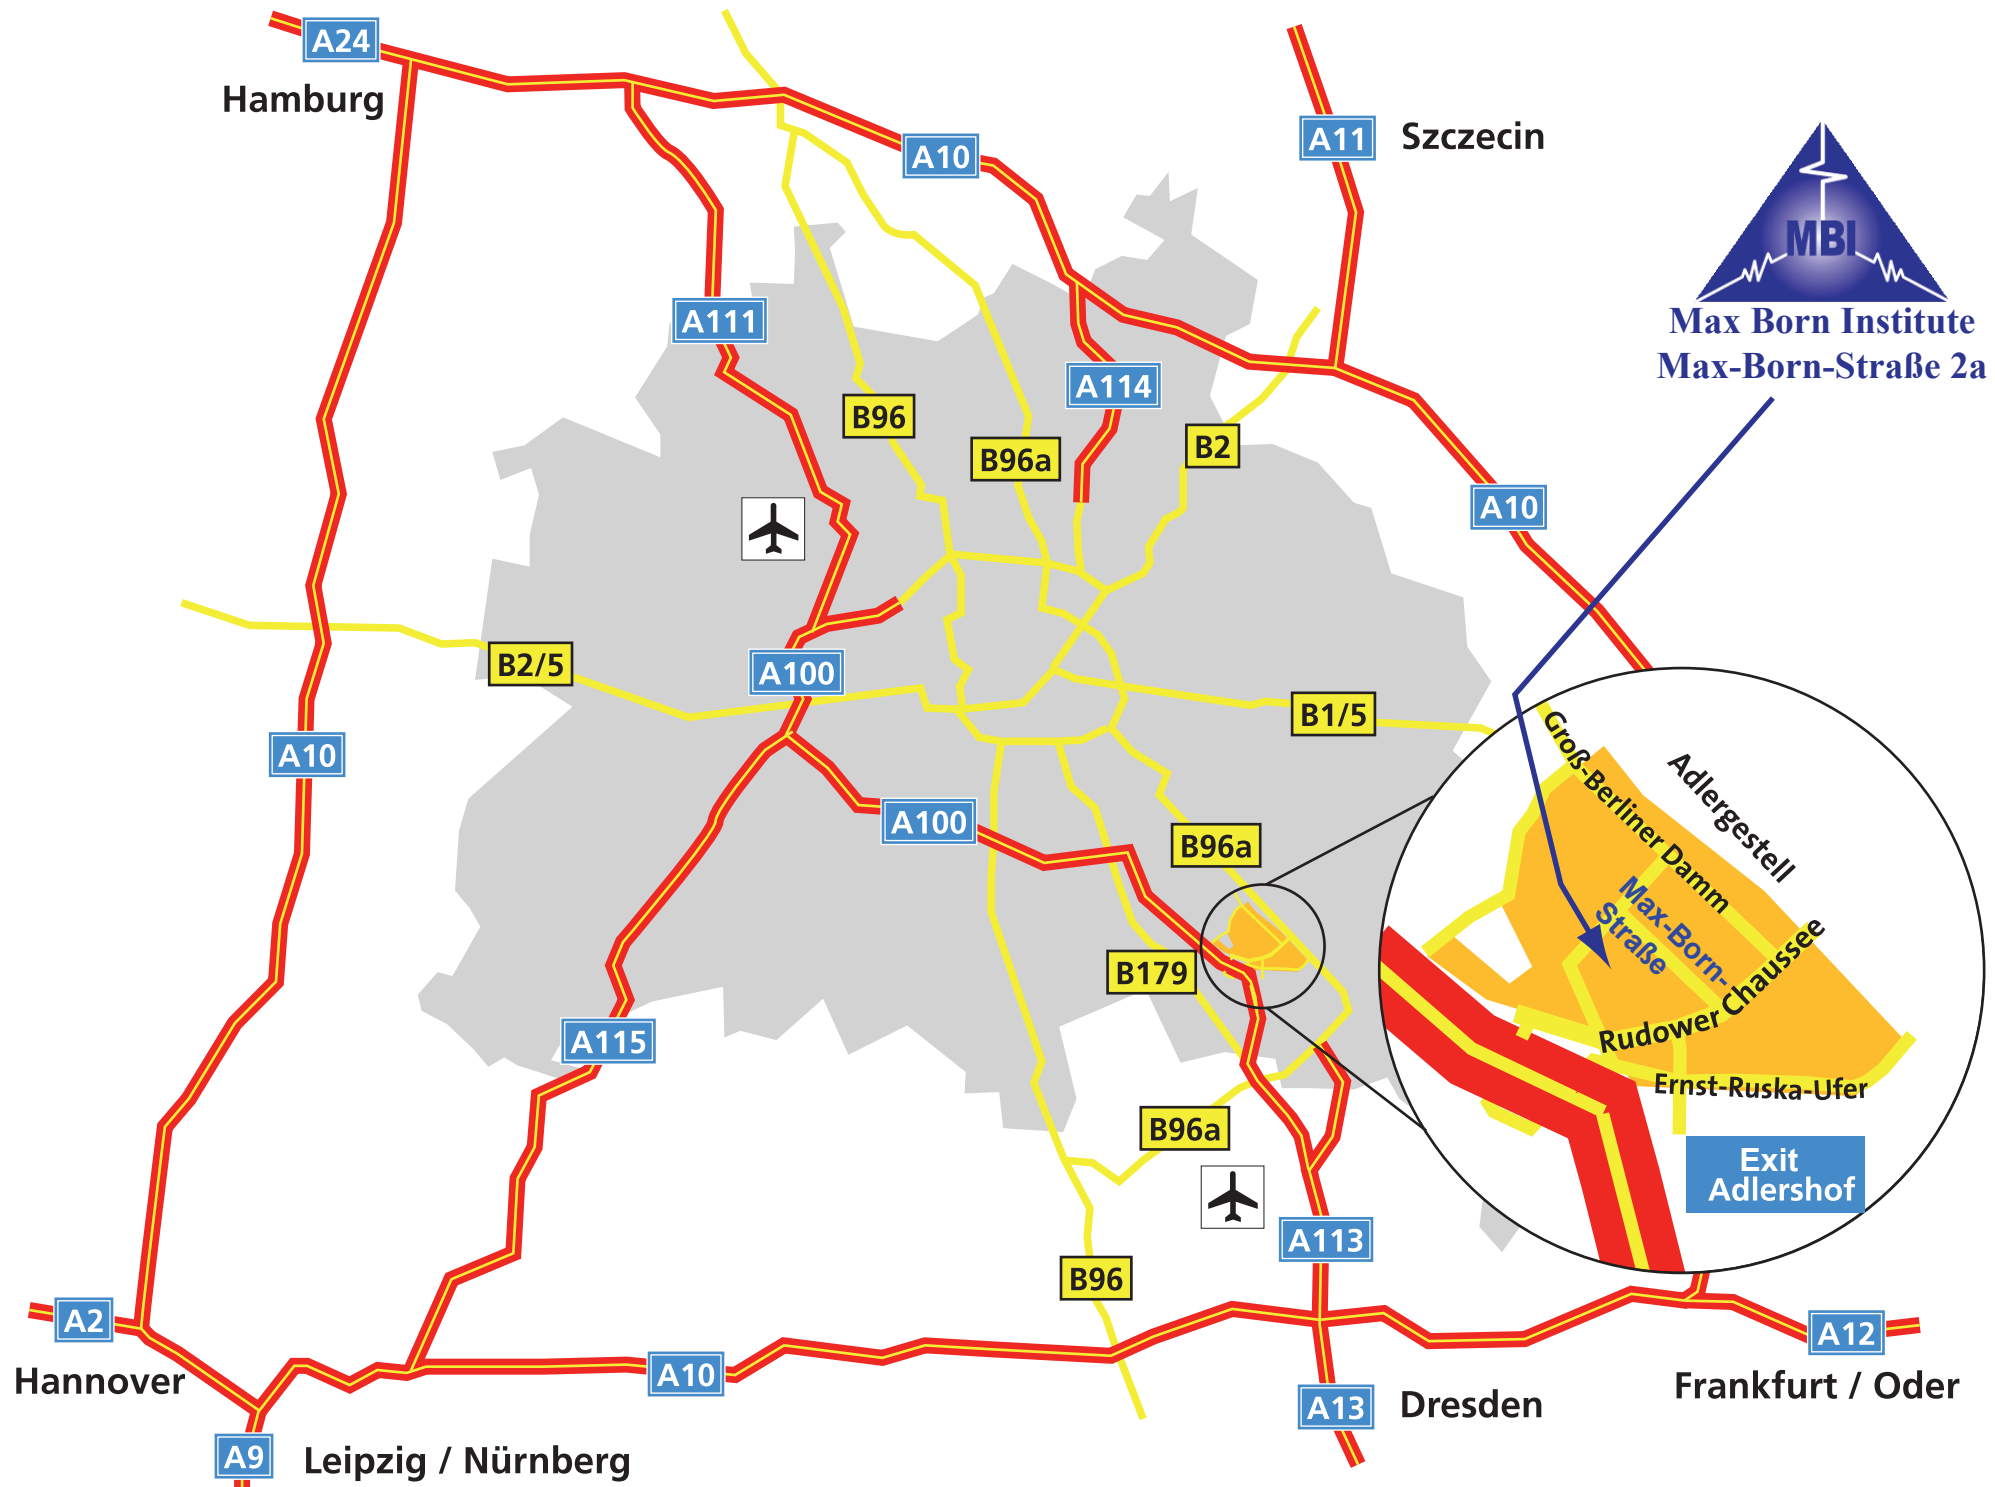 A24
Hamburg
A10
A11
Szczecin
MBI
Max Born Institute
Max-Born-Straße 2a
A111
A114
B96
B96a
B2
A10
B2/5
A100
B1/5
A10
A100
B96a
B179
A115
B96a
Groß-Berliner Damm
Adlergestell
Max-Born-
Straße
Rudower Chaussee
Ernst-Ruska-Ufer
Exit
Adlershof
A113
B96
A2
Hannover
A10
A12
Frankfurt / Oder
A13
Dresden
A9
Leipzig / Nürnberg